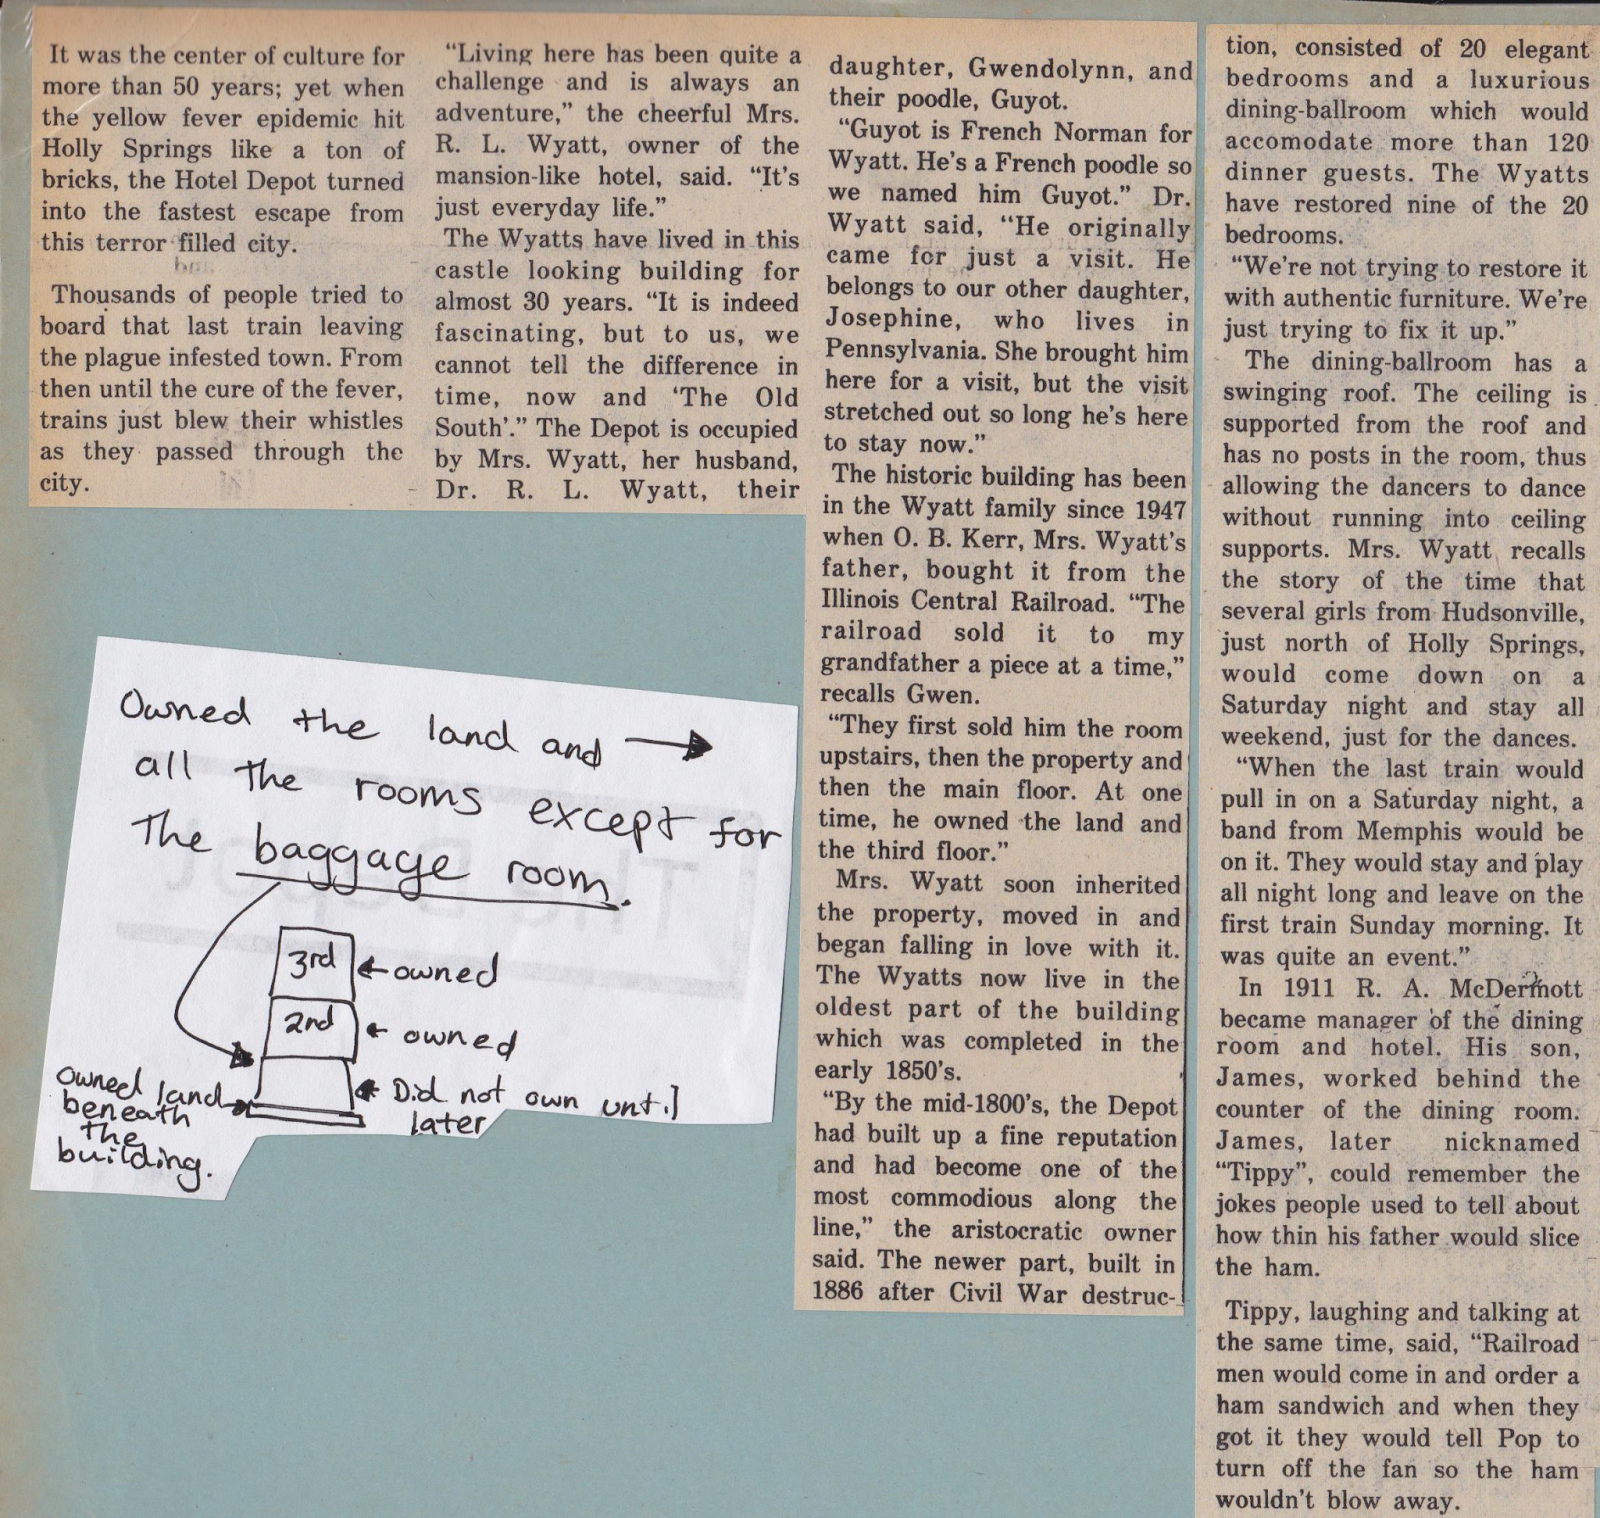 It was the center of culture for
more than 50 years; yet when
the yellow fever epidemic hit
Holly Springs like a ton of
bricks, the Hotel Depot turned
into the fastest escape from
this terror filled city.
Thousands of people tried to
board that last train leaving
the plague infested town. From
then until the cure of the fever,
trains just blew their whistles
as they passed through the
city.
“Living here has been quite a
challenge and is always an
adventure,” the cheerful Mrs.
R. L. Wyatt, owner of the
mansion-like hotel, said. “It’s
just everyday life.”
The Wyatts have lived in this
castle looking building for
almost 30 years. “It is indeed
fascinating, but to us, we
cannot tell the difference in
time, now and ‘The Old
South’.” The Depot is occupied
by Mrs. Wyatt, her husband,
Dr. R. L. Wyatt, their
daughter, Gwendolynn, and
their poodle, Guyot.
“Guyot is French Norman for
Wyatt. He’s a French poodle so
we named him Guyot.” Dr.
Wyatt said, “He originally
came for just a visit. He
belongs to our other daughter,
Josephine, who lives in
Pennsylvania. She brought him
here for a visit, but the visit
stretched out so long he’s here
to stay now.”
The historic building has been
in the Wyatt family since 1947
when O. B. Kerr, Mrs. Wyatt’s
father, bought it from the
Illinois Central Railroad. “The
railroad sold it to my
grandfather a piece at a time,”
recalls Gwen.
“They first sold him the room
upstairs, then the property and
then the main floor. At one
time, he owned the land and
the third floor.”
Mrs. Wyatt soon inherited
the property, moved in and
began falling in love with it.
The Wyatts now live in the
oldest part of the building
which was completed in the
early 1850’s.
“By the mid-1800’s, the Depot
had built up a fine reputation
and had become one of the
most commodious along the
line,” the aristocratic owner
said. The newer part, built in
1886 after Civil War destruc-
tion, consisted of 20 elegant
bedrooms and a luxurious
dining-ballroom which would
accomodate more than 120
dinner guests. The Wyatts
have restored nine of the 20
bedrooms.
“We’re not trying to restore it
with authentic furniture. We’re
just trying to fix it up.”
The dining-ballroom has a
swinging roof. The ceiling is
supported from the roof and
has no posts in the room, thus
allowing the dancers to dance
without running into ceiling
supports. Mrs. Wyatt recalls
the story of the time that
several girls from Hudsonville,
just north of Holly Springs,
would come down on a
Saturday night and stay all
weekend, just for the dances.
“When the last train would
pull in on a Saturday night, a
band from Memphis would be
on it. They would stay and play
all night long and leave on the
first train Sunday morning. It
was quite an event.”
In 1911 R. A. McDermott
became manager of the dining
room and hotel. His son,
James, worked behind the
counter of the dining room.
James, later nicknamed
“Tippy”, could remember the
jokes people used to tell about
how thin his father would slice
the ham.
Tippy, laughing and talking at
the same time, said, “Railroad
men would come in and order a
ham sandwich and when they
got it they would tell Pop to
turn off the fan so the ham
wouldn’t blow away.
Owned the land and →
all the rooms except for
the baggage room.
3rd ← owned
2nd ← owned
← Did not own until
later
owned land
beneath
the
building.